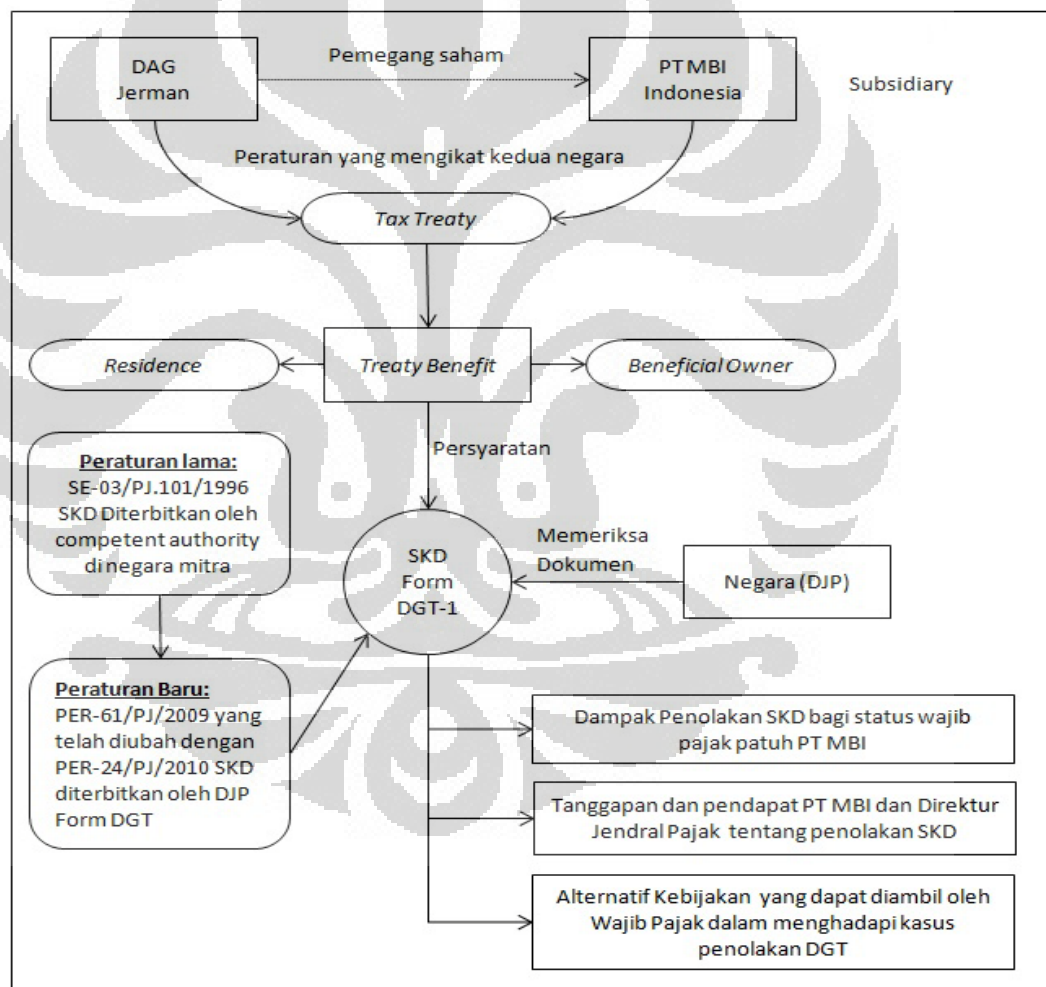 DAG
Jerman
Pemegang saham
PT MBI
Indonesia
Subsidiary
Peraturan yang mengikat kedua negara
Tax Treaty
Residence
Treaty Benefit
Beneficial Owner
Persyaratan
Peraturan lama:
SE-03/PJ.101/1996
SKD Diterbitkan oleh
competent authority
di negara mitra
SKD
Form
DGT-1
Memeriksa
Dokumen
Negara (DJP)
Peraturan Baru:
PER-61/PJ/2009 yang
telah diubah dengan
PER-24/PJ/2010 SKD
diterbitkan oleh DJP
Form DGT
Dampak Penolakan SKD bagi status wajib
pajak patuh PT MBI
Tanggapan dan pendapat PT MBI dan Direktur
Jendral Pajak tentang penolakan SKD
Alternatif Kebijakan yang dapat diambil oleh
Wajib Pajak dalam menghadapi kasus
penolakan DGT